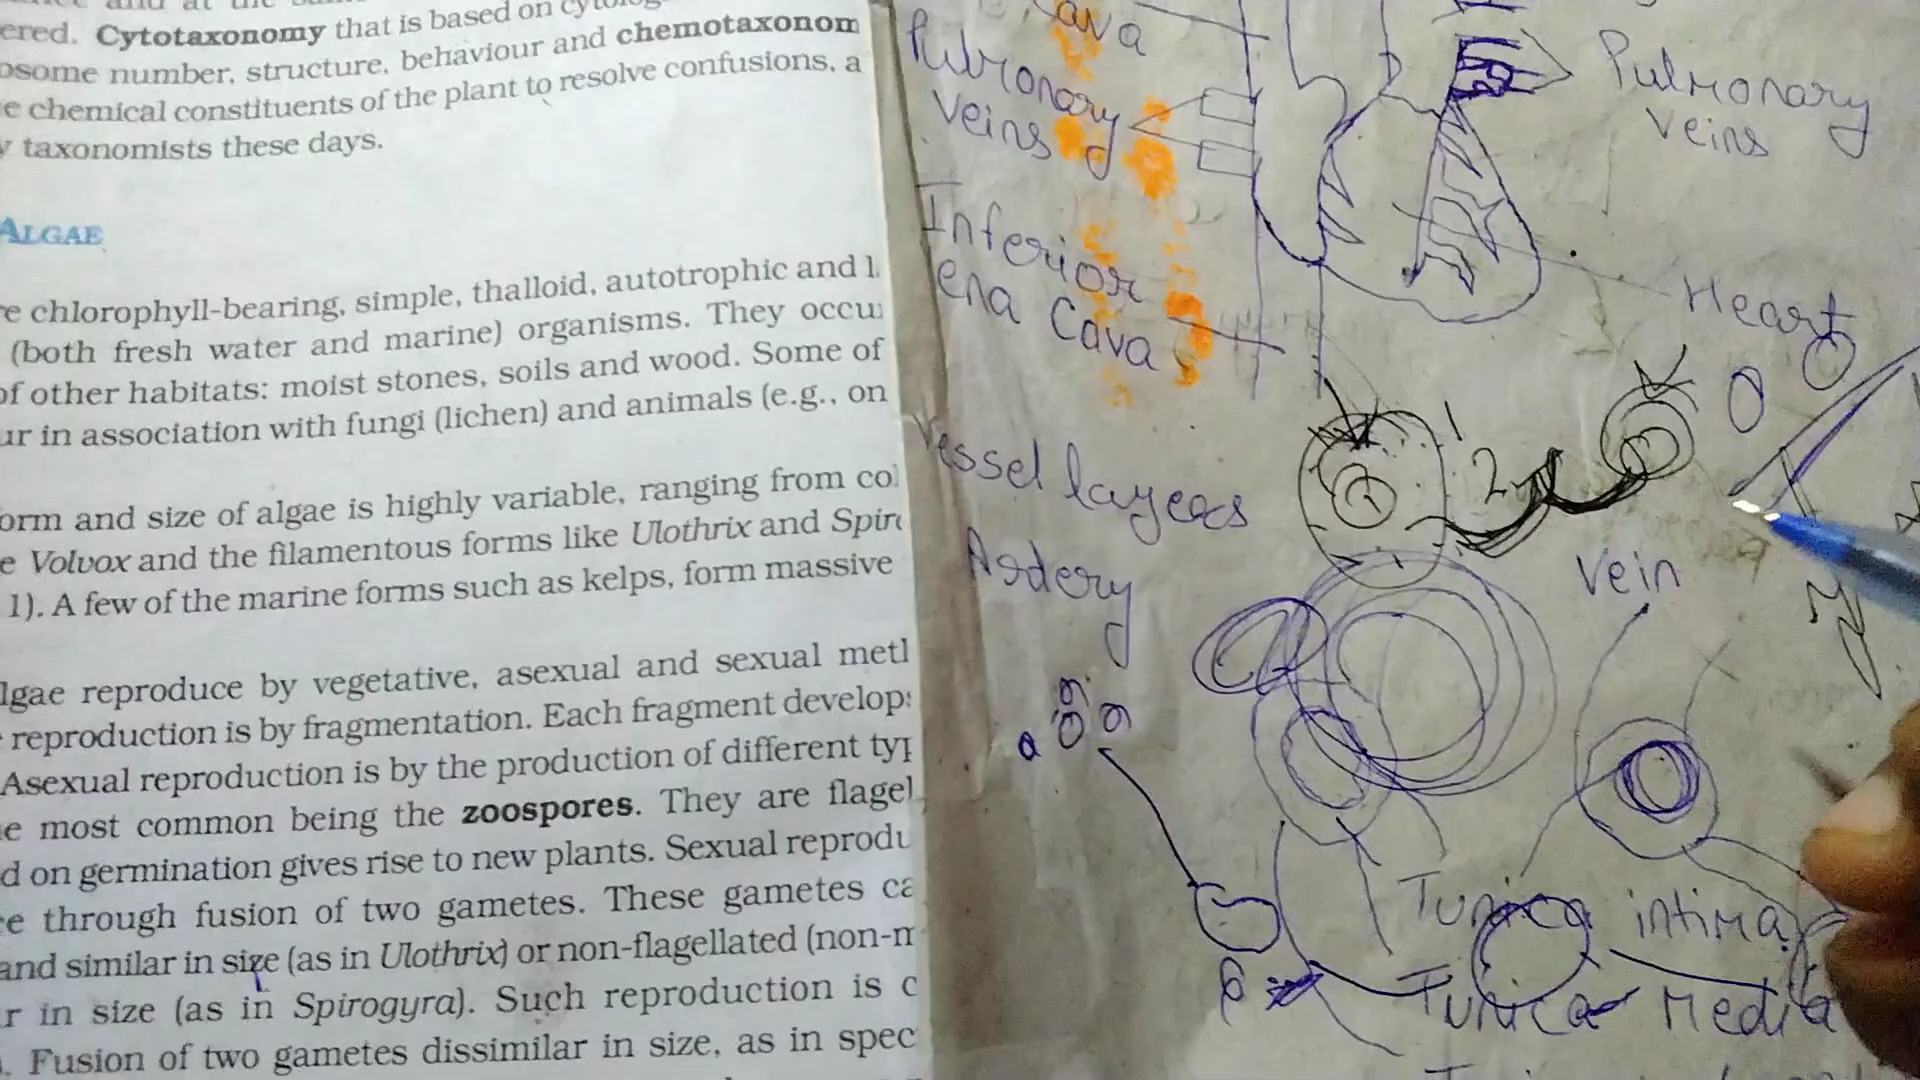 ered. Cytotaxonomy that is based on cytolog
osome number, structure, behaviour and chemotaxonom
e chemical constituents of the plant to resolve confusions, a
y taxonomists these days.
ALGAE
re chlorophyll-bearing, simple, thalloid, autotrophic and l
(both fresh water and marine) organisms. They occu
of other habitats: moist stones, soils and wood. Some of
ur in association with fungi (lichen) and animals (e.g., on
orm and size of algae is highly variable, ranging from co
e Volvox and the filamentous forms like Ulothrix and Spir
1). A few of the marine forms such as kelps, form massive
lgae reproduce by vegetative, asexual and sexual met
reproduction is by fragmentation. Each fragment develop
Asexual reproduction is by the production of different ty
e most common being the zoospores. They are flagel
d on germination gives rise to new plants. Sexual reprodu
ce through fusion of two gametes. These gametes ca
and similar in size (as in Ulothrix) or non-flagellated (non-m
r in size (as in Spirogyra). Such reproduction is c
. Fusion of two gametes dissimilar in size, as in spec
Cava
Pulmonary
Veins
Pulmonary
Veins
Inferior
ena Cava
Heart
Vessel layers
2
Artery
Vein
a
Tunica intima
Tunica Media